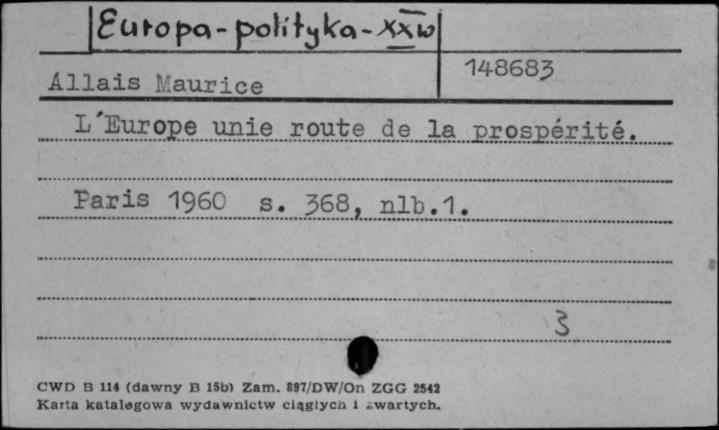 Europa-polityka-XXw
148683
Allais Maurice
L'Europe unie route de la prospérité.
Paris 1960 s. 368, nlb.1.
3
CWD B 114 (dawny B 15b) Zam. 897/DW/On ZGG 2542
Karta katalogowa wydawnictw ciągłych i zwartych.